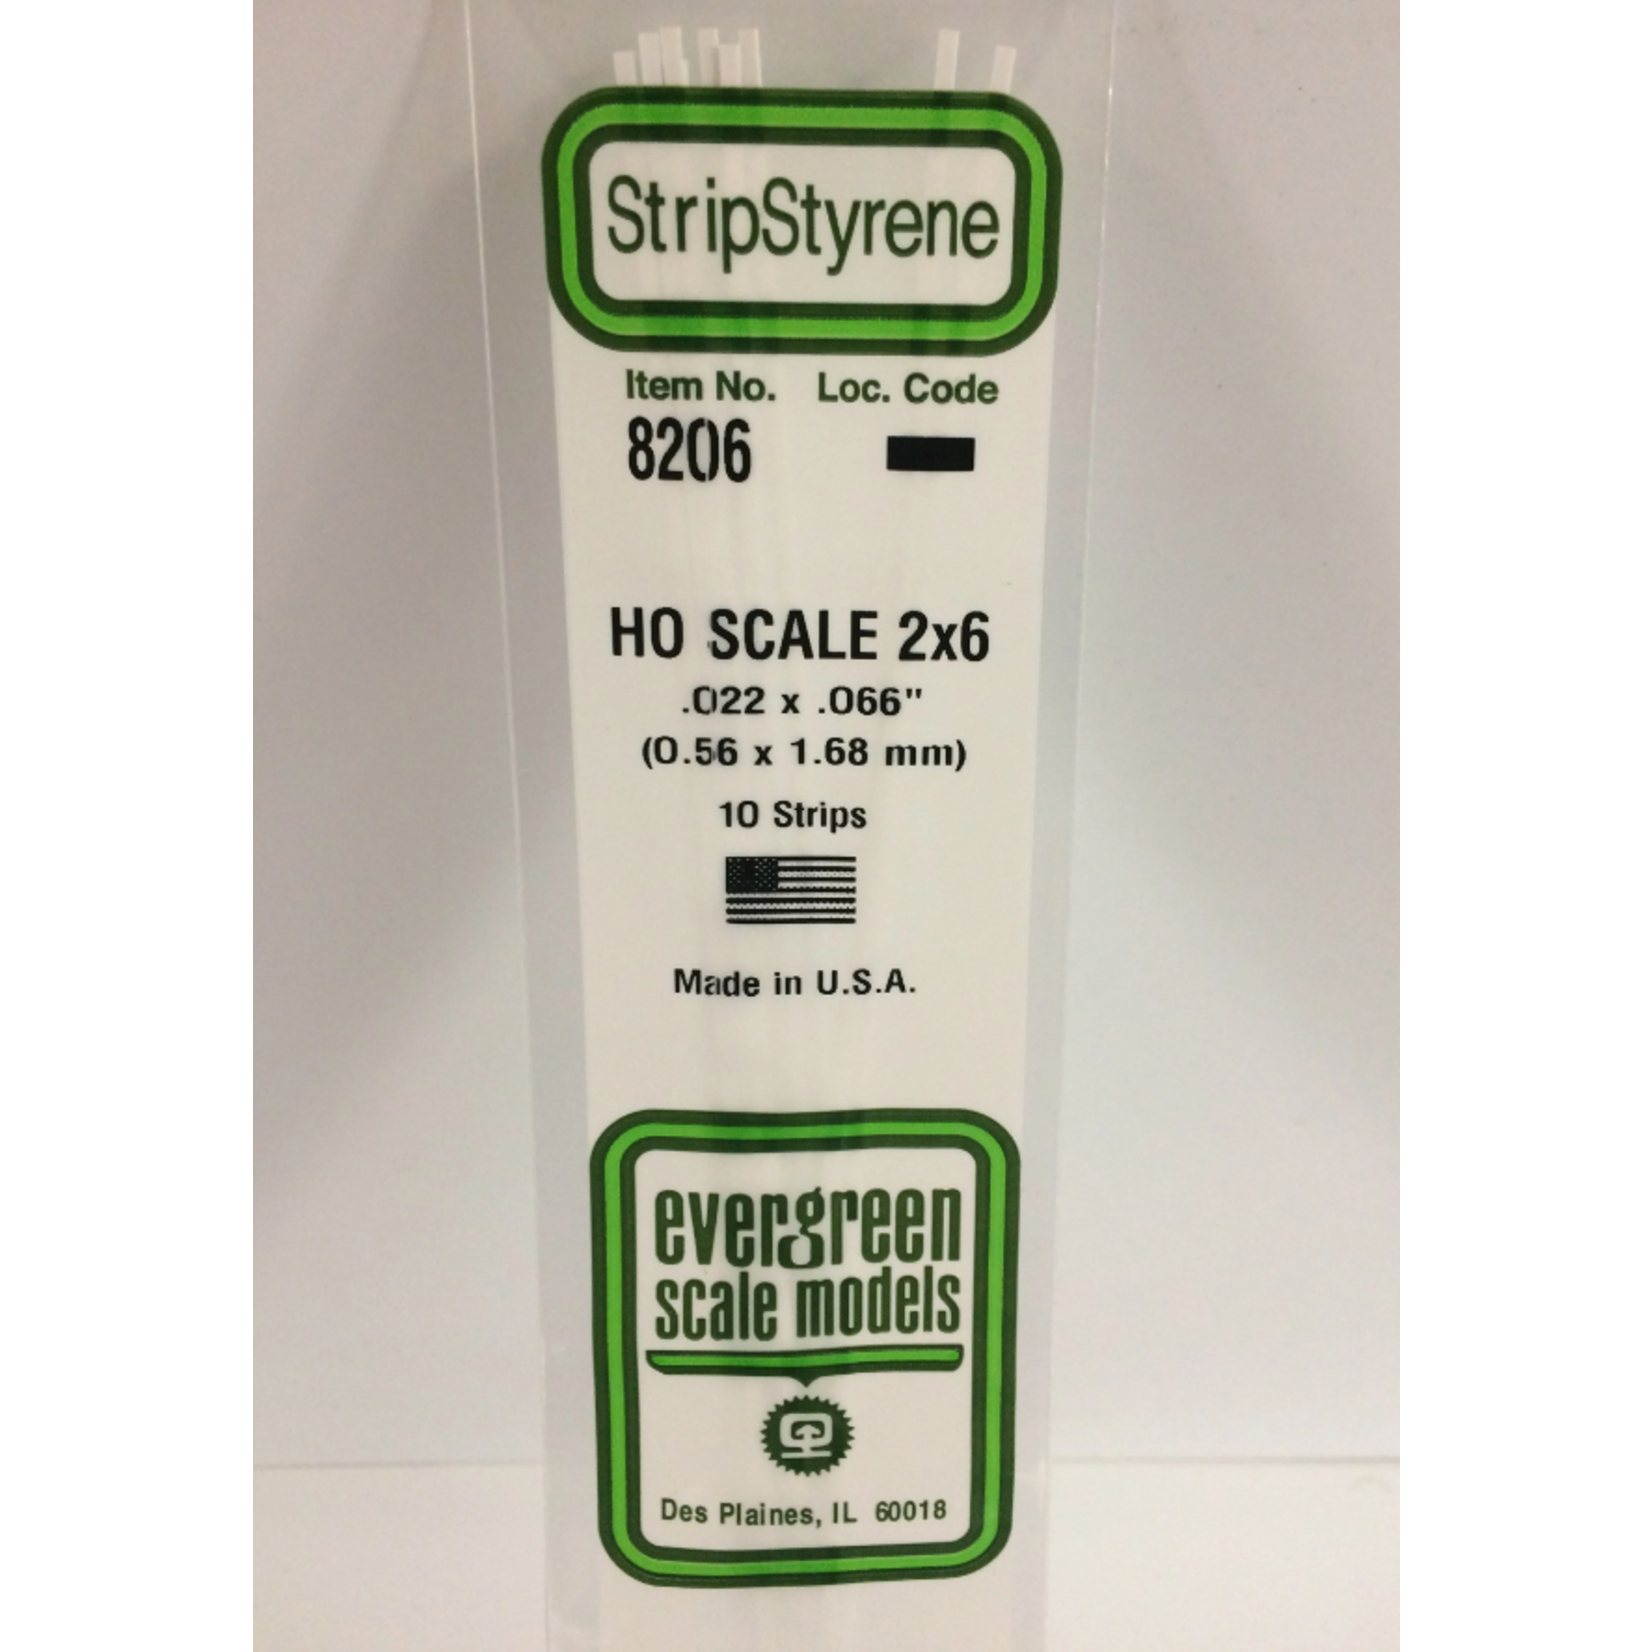 StripStyrene
Item No. Loc. Code
8206
HO SCALE 2x6
.022 x .066"
(0.56 x 1.68 mm)
10 Strips
Made in U.S.A.
evergreen
scale models
Des Plaines, IL 60018